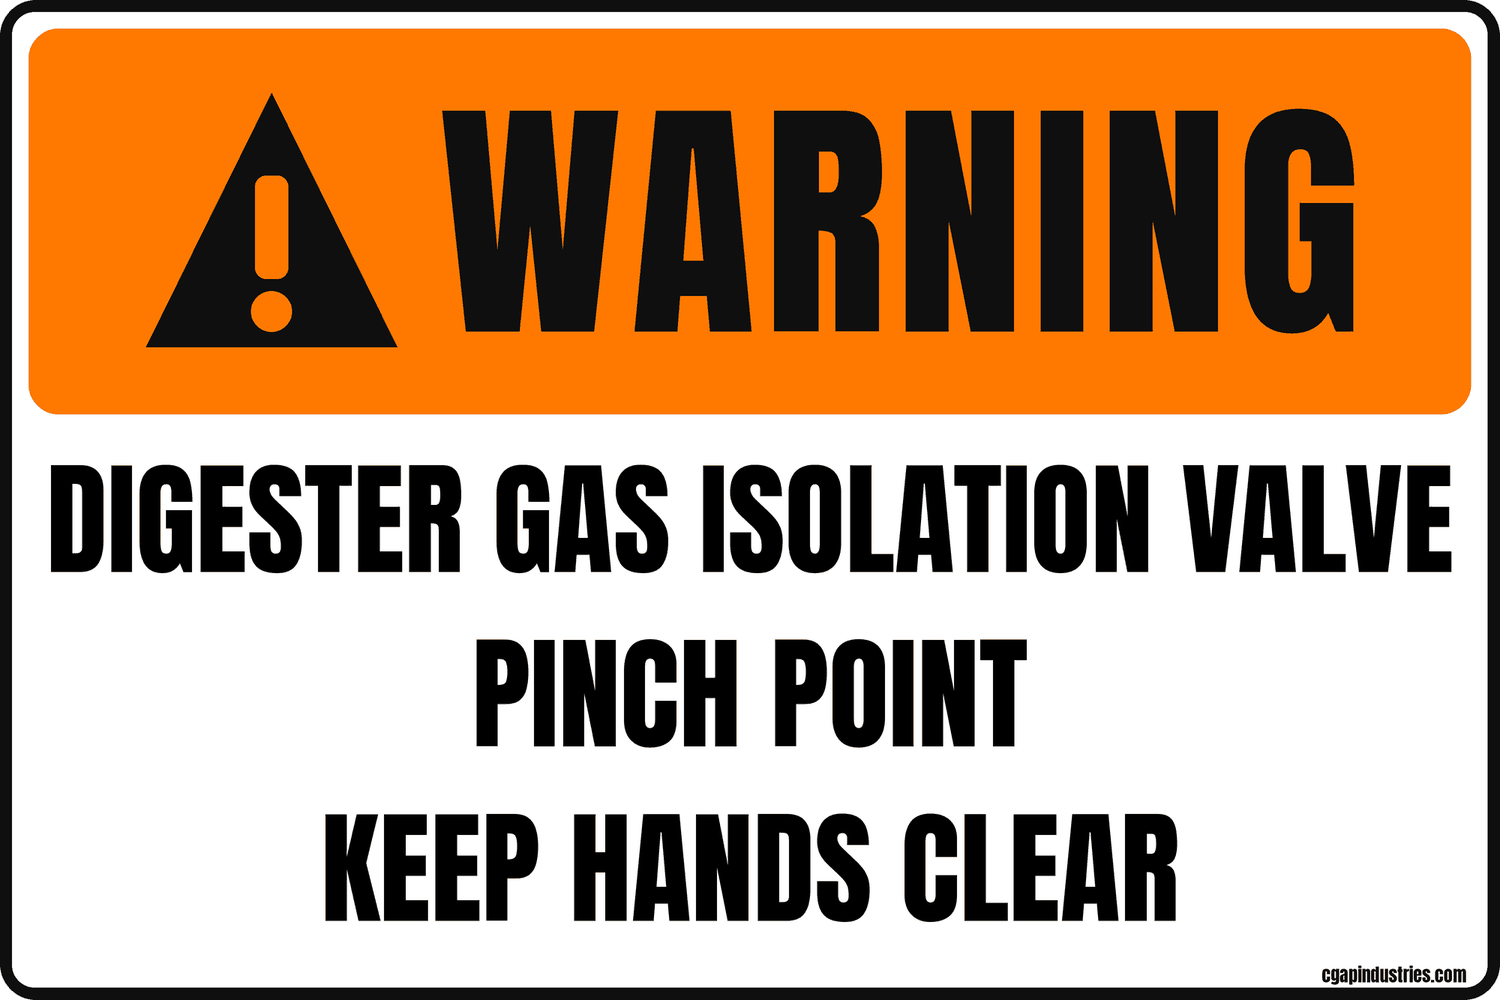 WARNING
DIGESTER GAS ISOLATION VALVE
PINCH POINT
KEEP HANDS CLEAR
cgapindustries.com